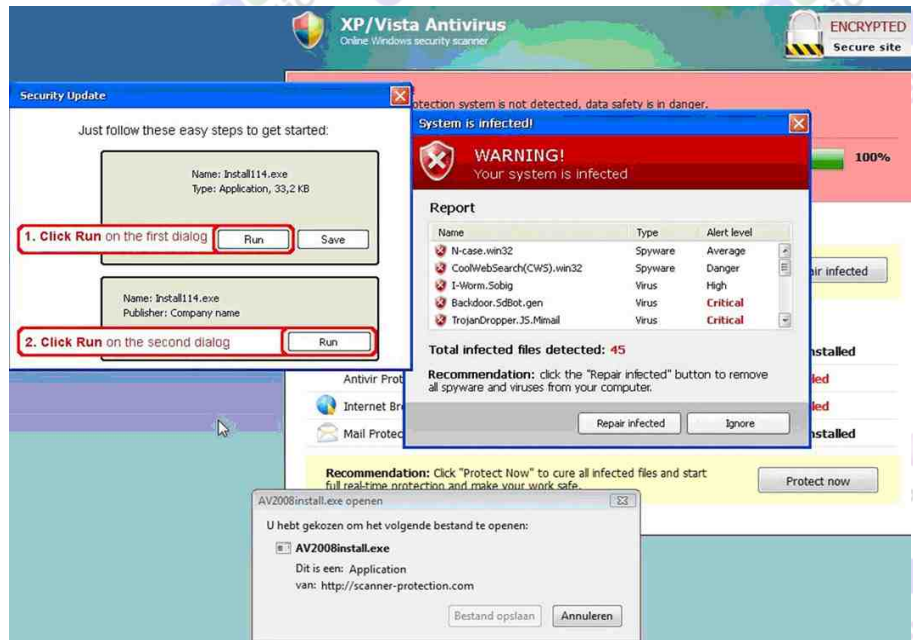 XP/Vista Antivirus
Online Windows security scanner
ENCRYPTED
Secure site
Security Update
Just follow these easy steps to get started:
Name: Install114.exe
Type: Application, 33,2 KB
1. Click Run on the first dialog
Run
Save
Name: Install114.exe
Publisher: Company name
2. Click Run on the second dialog
Run
otection system is not detected, data safety is in danger.
100%
System is infected!
WARNING!
Your system is infected
Report
Name Type Alert level
N-case.win32 Spyware Average
CoolWebSearch(CWS).win32 Spyware Danger
I-Worm.Sobig Virus High
Backdoor.SdBot.gen Virus Critical
TrojanDropper.JS.Mimail Virus Critical
Total infected files detected: 45
Recommendation: click the "Repair infected" button to remove
all spyware and viruses from your computer.
Repair infected
Ignore
air infected
nstalled
Antivir Prot
led
Internet Bro
led
Mail Protec
nstalled
Recommendation: Click "Protect Now" to cure all infected files and start
full real-time protection and make your work safe.
Protect now
AV2008install.exe openen
U hebt gekozen om het volgende bestand te openen:
AV2008install.exe
Dit is een: Application
van: http://scanner-protection.com
Bestand opslaan
Annuleren